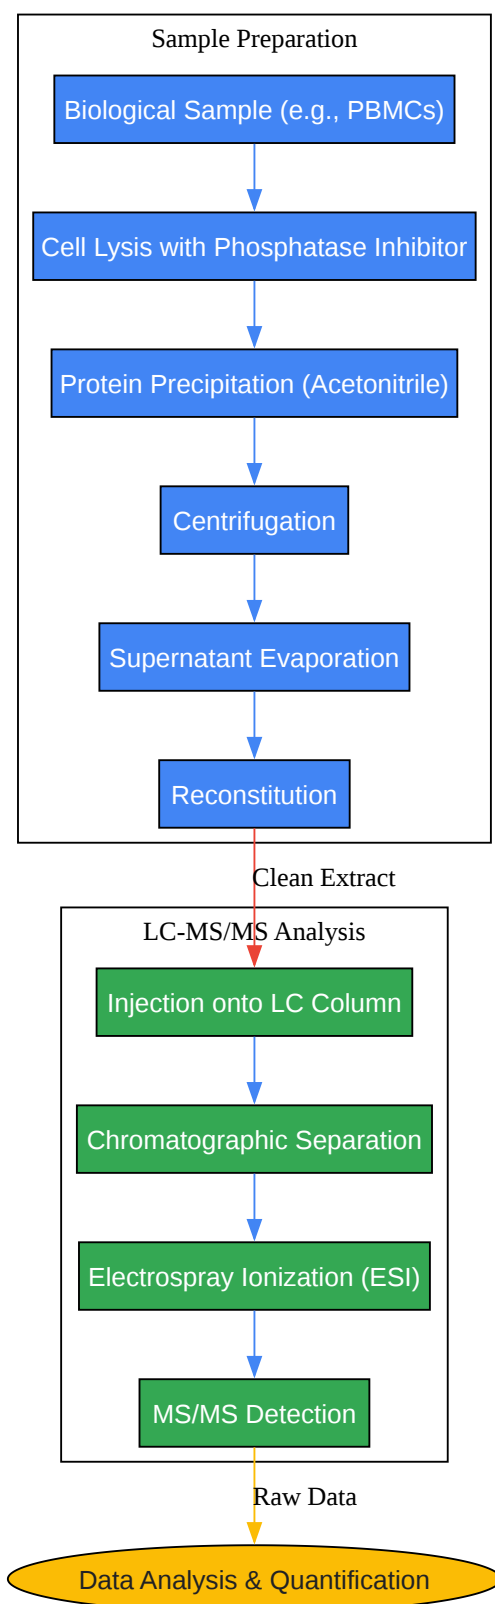 Sample Preparation
Biological Sample (e.g., PBMCs)
Cell Lysis with Phosphatase Inhibitor
Protein Precipitation (Acetonitrile)
Centrifugation
Supernatant Evaporation
Reconstitution
Clean Extract
LC-MS/MS Analysis
Injection onto LC Column
Chromatographic Separation
Electrospray Ionization (ESI)
MS/MS Detection
Raw Data
Data Analysis & Quantification